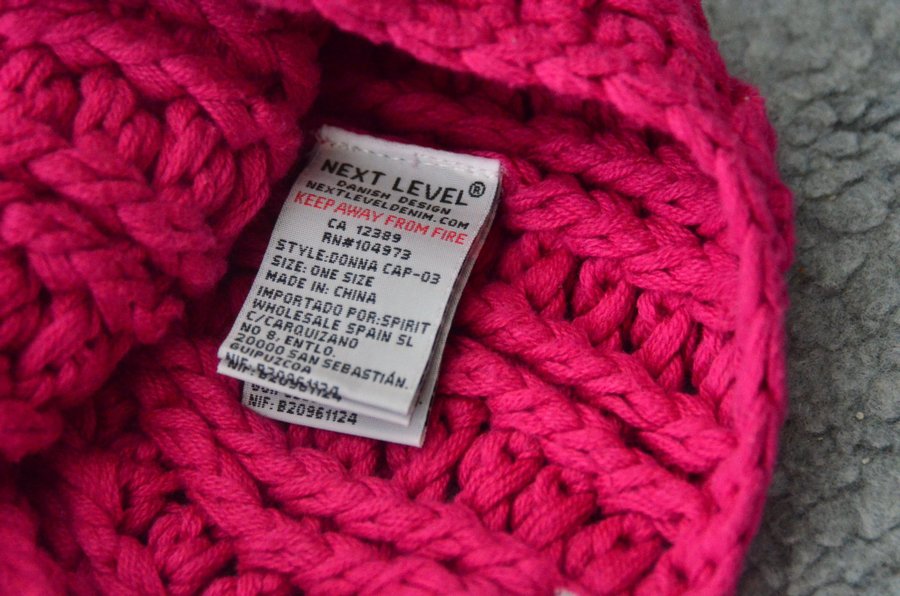 NEXT LEVEL®
DANISH DESIGN
NEXTLEVELDENIM.COM
KEEP AWAY FROM FIRE
CA 12389
RN#104973
STYLE:DONNA CAP-03
SIZE: ONE SIZE
MADE IN: CHINA
IMPORTADO POR:SPIRIT
WHOLESALE SPAIN SL
C/CARQUIZANO
NO 8, ENTLO.
20000 SAN SEBASTIÁN.
GUIPUZCOA
NIF: B20961124
NIF: B20961124